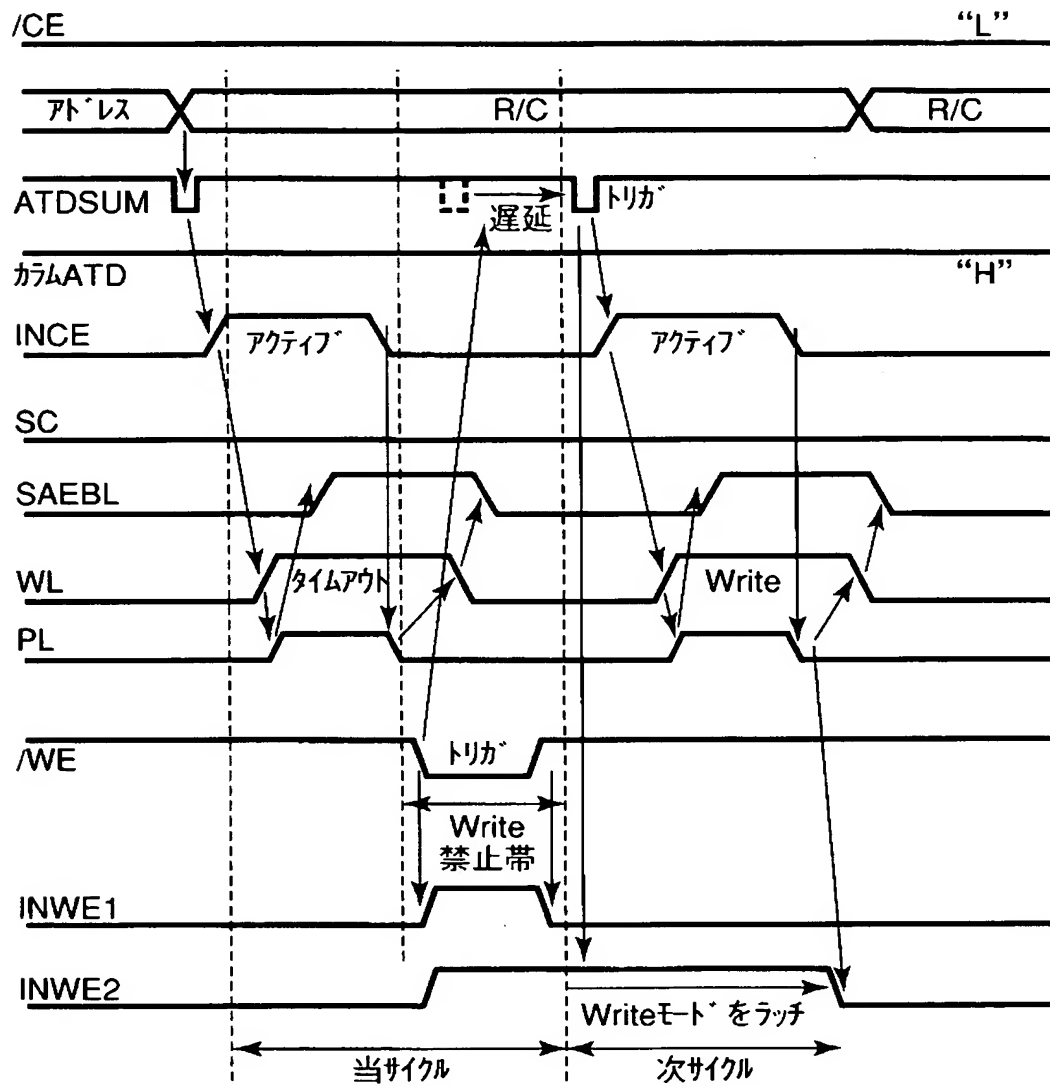 /CE “L”
ｱﾄﾞﾚｽ R/C R/C
ATDSUM ﾄﾘｶﾞ
遅延
ｶﾗﾑATD “H”
INCE ｱｸﾃｨﾌﾞ ｱｸﾃｨﾌﾞ
SC
SAEBL
WL ﾀｲﾑｱｳﾄ Write
PL
/WE ﾄﾘｶﾞ
Write
禁止帯
INWE1
INWE2
Writeﾓｰﾄﾞをﾗｯﾁ
当ｻｲｸﾙ 次ｻｲｸﾙ